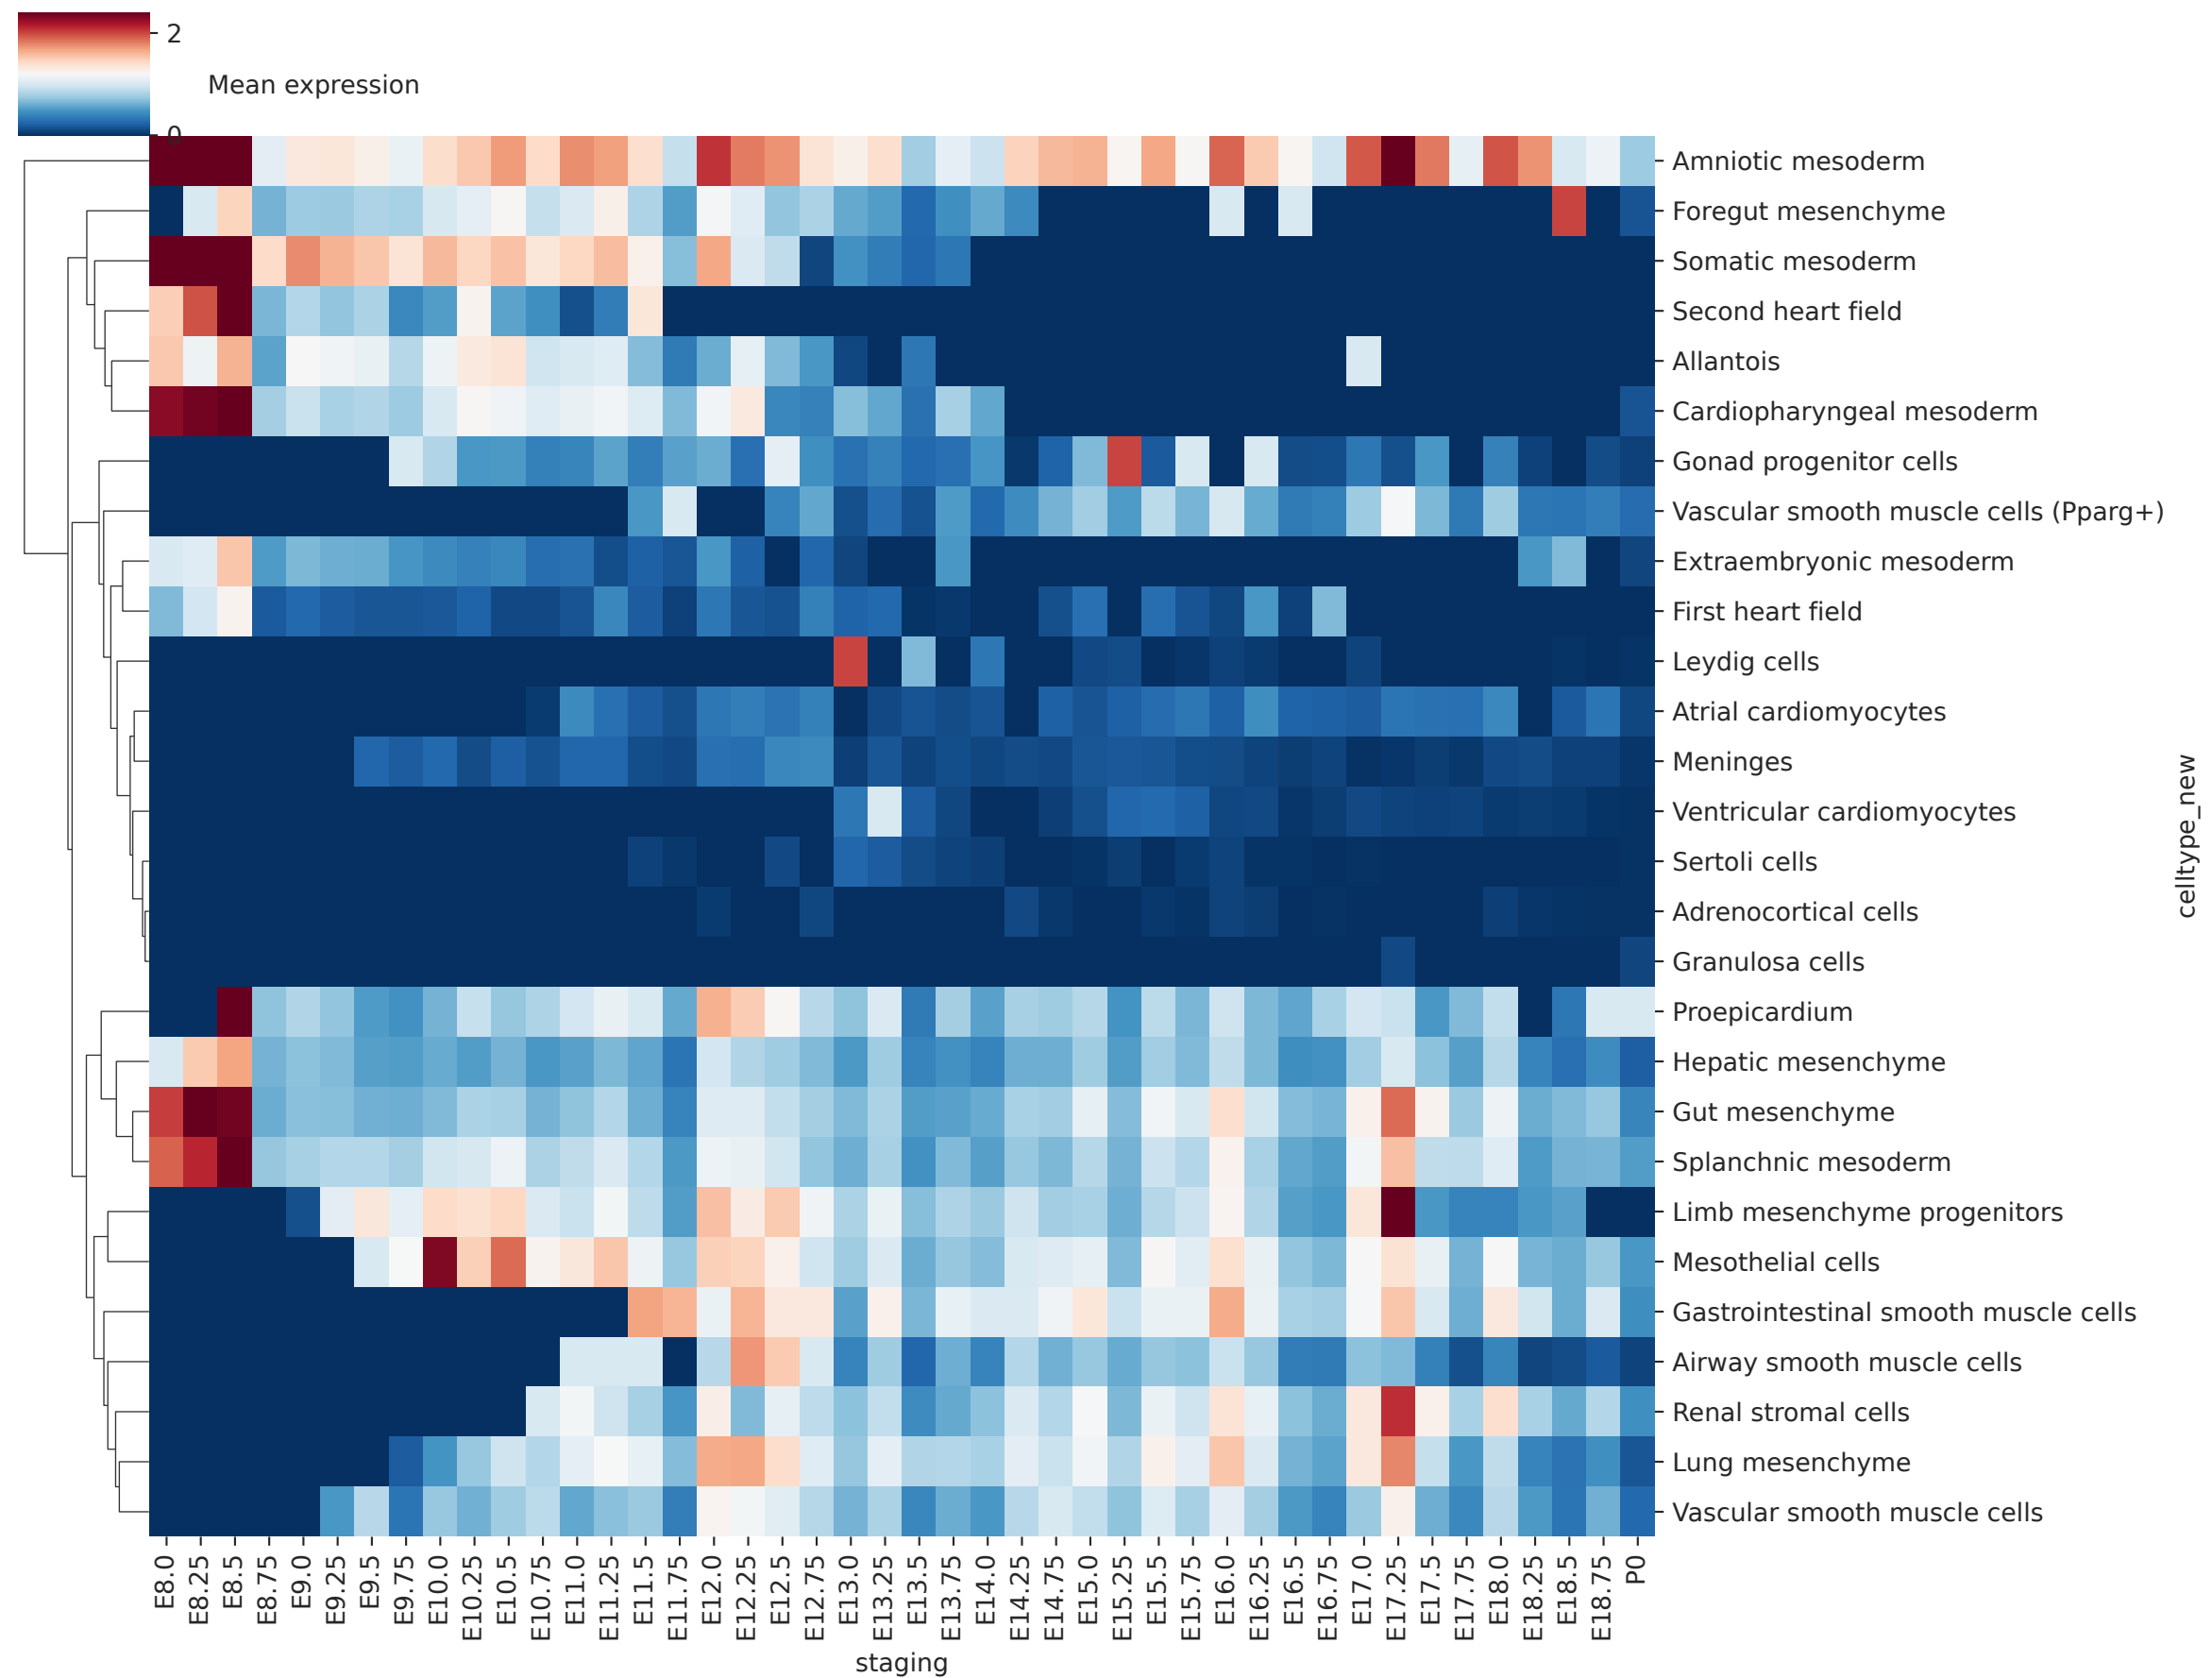 2
Mean expression
0
Amniotic mesoderm
Foregut mesenchyme
Somatic mesoderm
Second heart field
Allantois
Cardiopharyngeal mesoderm
Gonad progenitor cells
Vascular smooth muscle cells (Pparg+)
Extraembryonic mesoderm
First heart field
Leydig cells
Atrial cardiomyocytes
Meninges
Ventricular cardiomyocytes
Sertoli cells
Adrenocortical cells
Granulosa cells
Proepicardium
Hepatic mesenchyme
Gut mesenchyme
Splanchnic mesoderm
Limb mesenchyme progenitors
Mesothelial cells
Gastrointestinal smooth muscle cells
Airway smooth muscle cells
Renal stromal cells
Lung mesenchyme
Vascular smooth muscle cells
celltype_new
E8.0
E8.25
E8.5
E8.75
E9.0
E9.25
E9.5
E9.75
E10.0
E10.25
E10.5
E10.75
E11.0
E11.25
E11.5
E11.75
E12.0
E12.25
E12.5
E12.75
E13.0
E13.25
E13.5
E13.75
E14.0
E14.25
E14.75
E15.0
E15.25
E15.5
E15.75
E16.0
E16.25
E16.5
E16.75
E17.0
E17.25
E17.5
E17.75
E18.0
E18.25
E18.5
E18.75
P0
staging